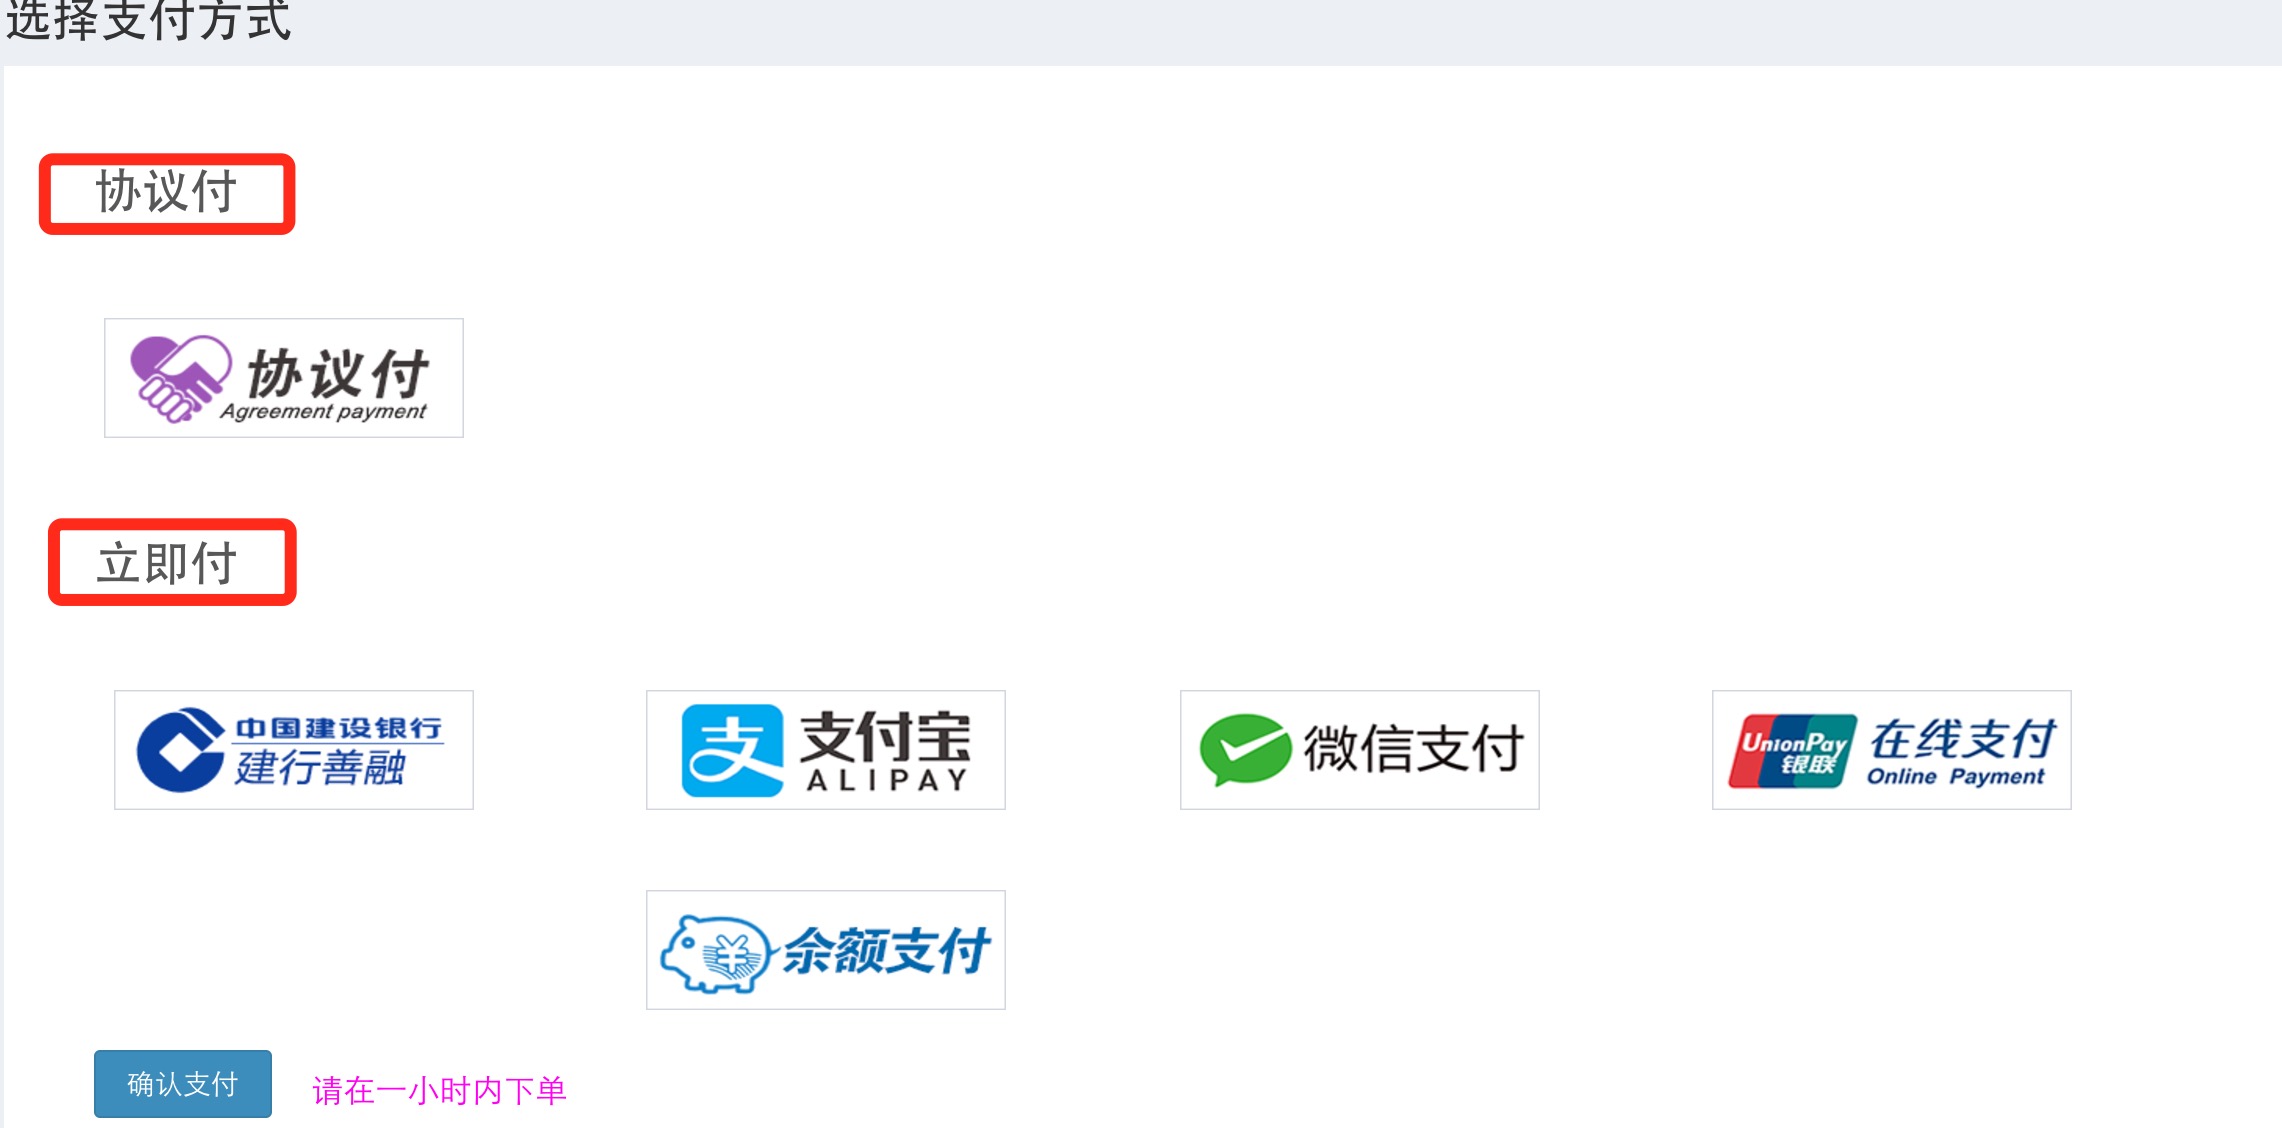 选择支付方式
协议付
协议付
Agreement payment
立即付
中国建设银行
建行善融
支付宝
ALIPAY
微信支付
UnionPay
银联
在线支付
Online Payment
余额支付
确认支付
请在一小时内下单